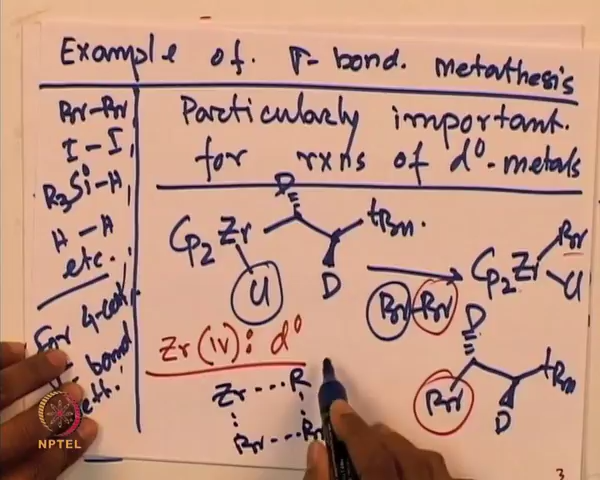 Example of σ-bond. metathesis
Br-Br,
I-I,
R3Si-H,
H-H
etc.
For 4-cent.
bond
Particularly important.
for rxns of d⁰-metals
D
Cp2Zr
tBu.
D
Cl
Br-Br
Cp2Zr
Br
Cl
Zr(IV): d⁰
Zr----R
Br---Br
D
tBu
Br
D
NPTEL
3